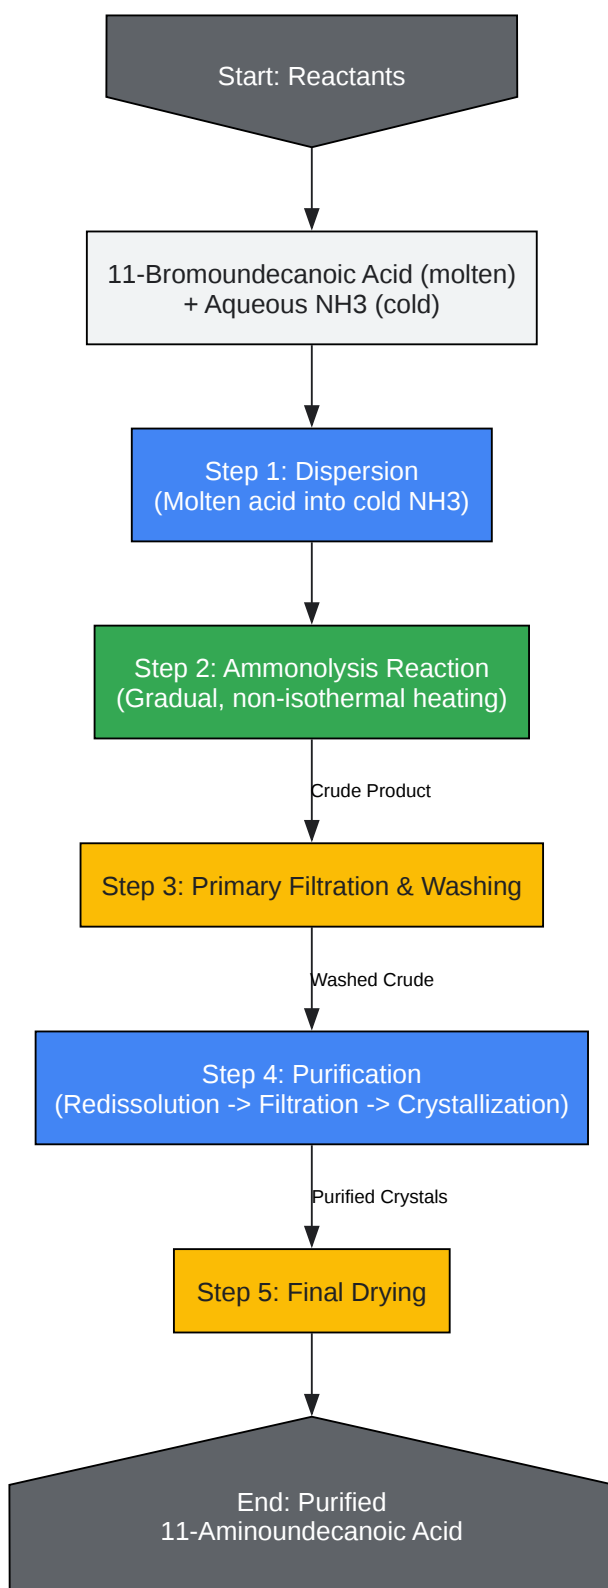 Start: Reactants
11-Bromoundecanoic Acid (molten)
+ Aqueous NH3 (cold)
Step 1: Dispersion
(Molten acid into cold NH3)
Step 2: Ammonolysis Reaction
(Gradual, non-isothermal heating)
Crude Product
Step 3: Primary Filtration & Washing
Washed Crude
Step 4: Purification
(Redissolution -> Filtration -> Crystallization)
Purified Crystals
Step 5: Final Drying
End: Purified
11-Aminoundecanoic Acid